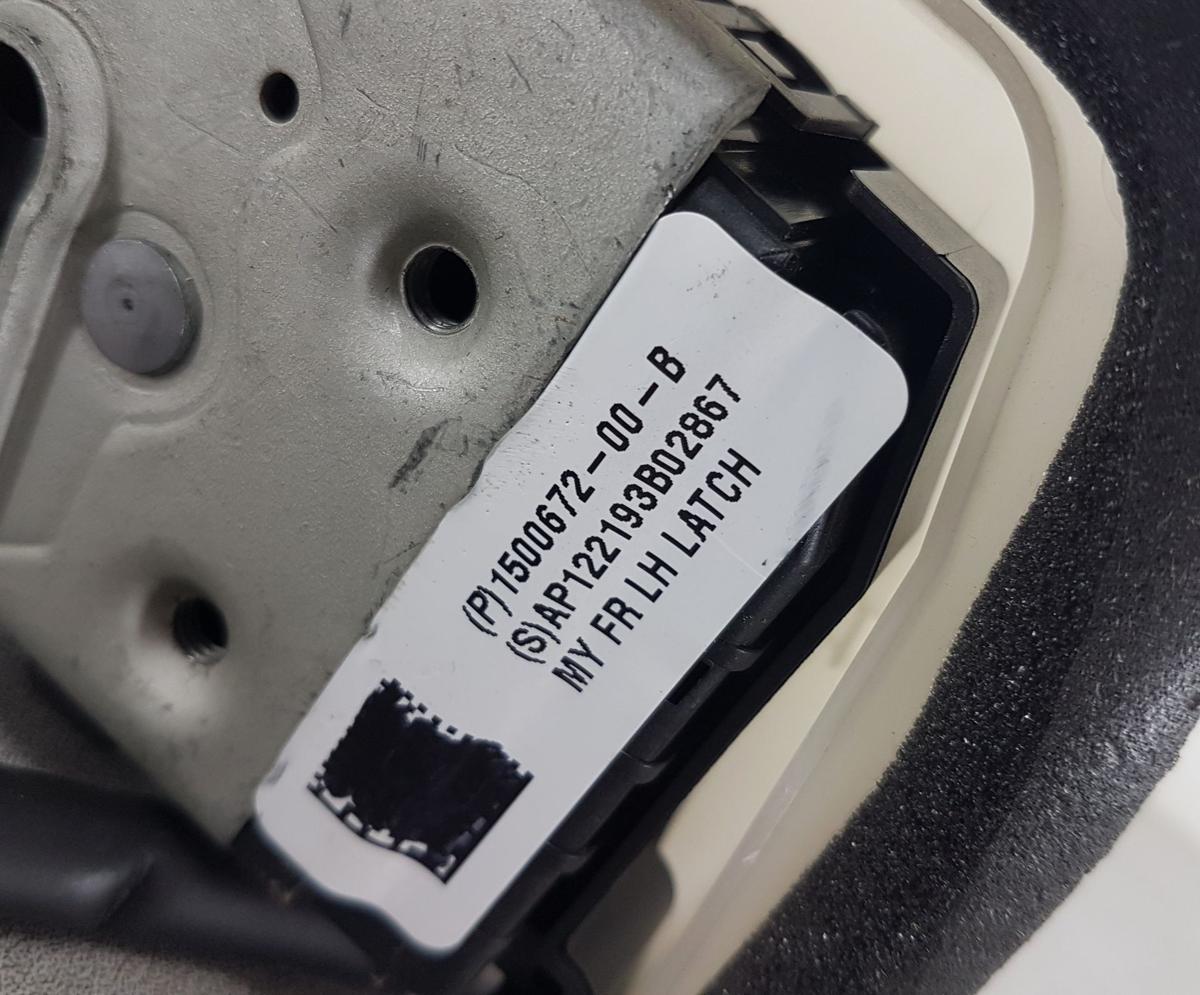 (P)1500672-00-B
(S)AP122193B02867
MY FR LH LATCH